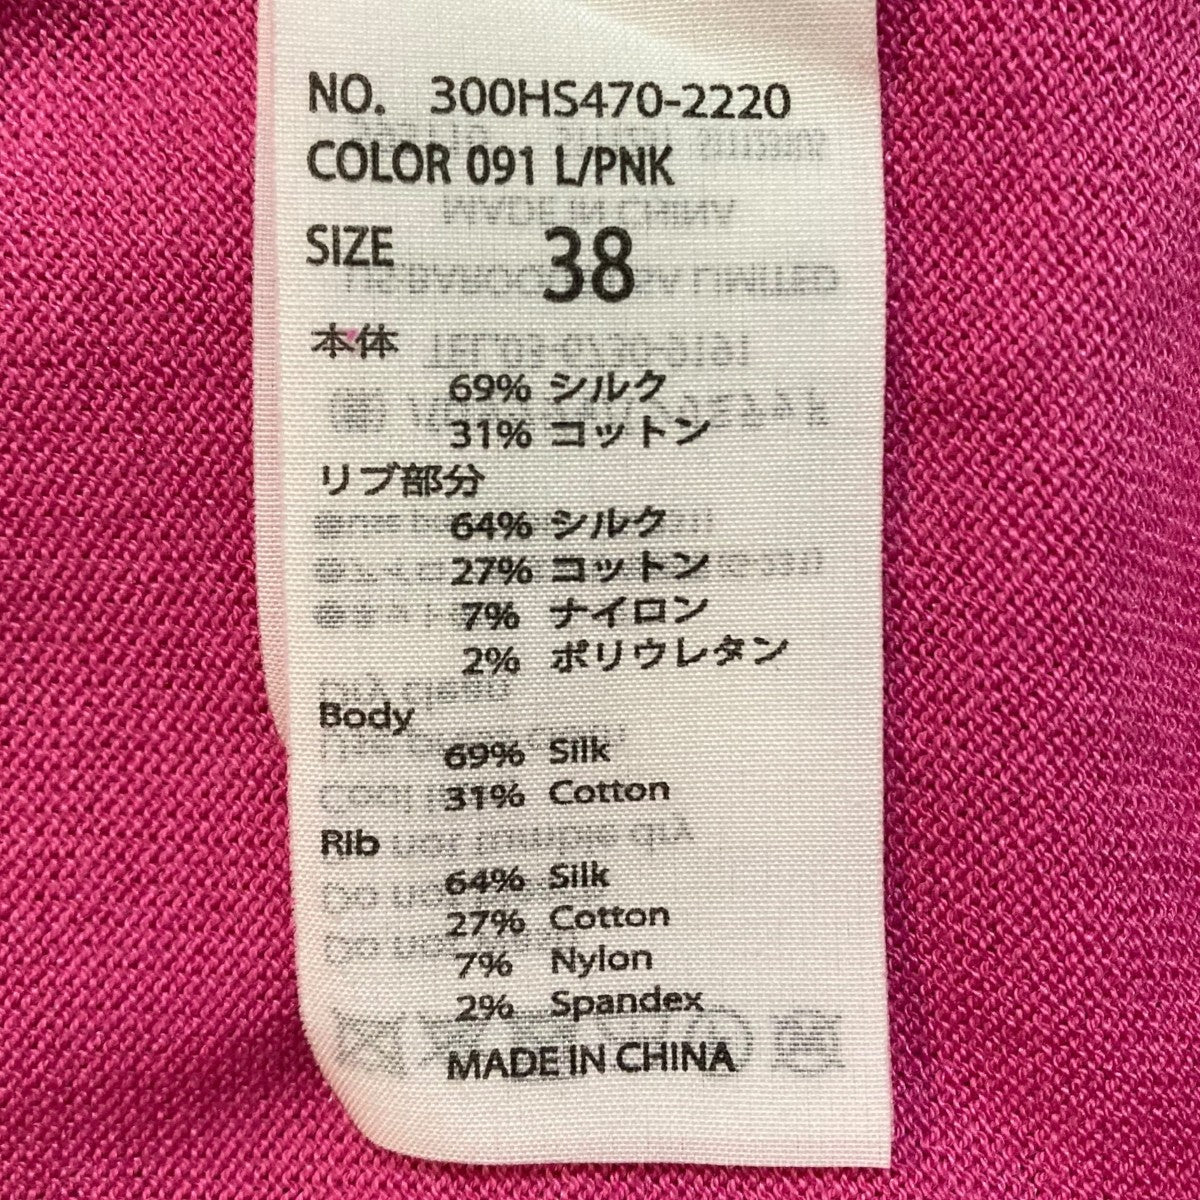 NO. 300HS470-2220
COLOR 091 L/PNK
SIZE 38
本体
69% シルク
31% コットン
リブ部分
64% シルク
27% コットン
7% ナイロン
2% ポリウレタン
Body
69% Silk
31% Cotton
Rib
64% Silk
27% Cotton
7% Nylon
2% Spandex
MADE IN CHINA